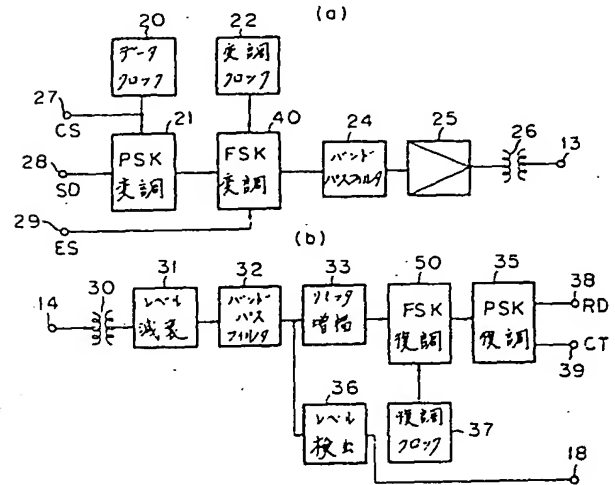 (a)
20
22
データ
クロック
変調
クロック
27
CS
21
40
24
25
26
13
28
SD
PSK
変調
FSK
変調
バンド
パスフィルタ
29
ES
(b)
30
31
32
33
50
35
38
14
レベル
減衰
バンド
パス
フィルタ
リミッタ
増幅
FSK
復調
PSK
復調
RD
CT
39
36
レベル
検出
復調
クロック
37
18